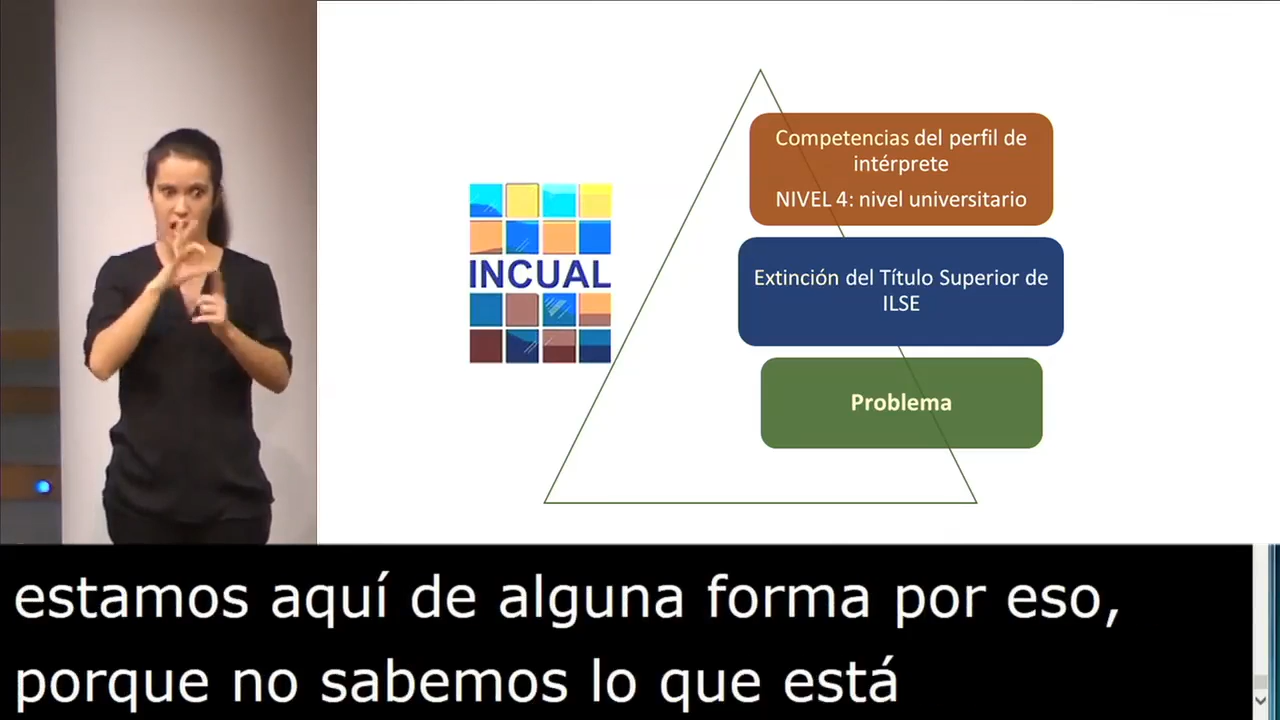 INCUAL
Competencias del perfil de
intérprete
NIVEL 4: nivel universitario
Extinción del Título Superior de
ILSE
Problema
estamos aquí de alguna forma por eso,
porque no sabemos lo que está